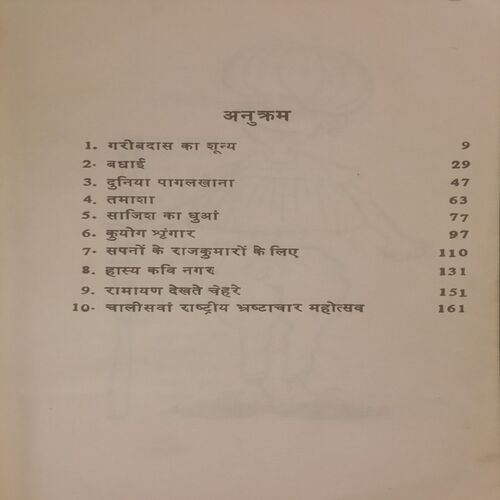 अनुक्रम
1. गरीबदास का शून्य 9
2. बधाई 29
3. दुनिया पागलखाना 47
4. तमाशा 63
5. साजिश का धुआं 77
6. कुयोग शृंगार 97
7. सपनों के राजकुमारों के लिए 110
8. हास्य कवि नगर 131
9. रामायण देखते चेहरे 151
10. चालीसवां राष्ट्रीय भ्रष्टाचार महोत्सव 161